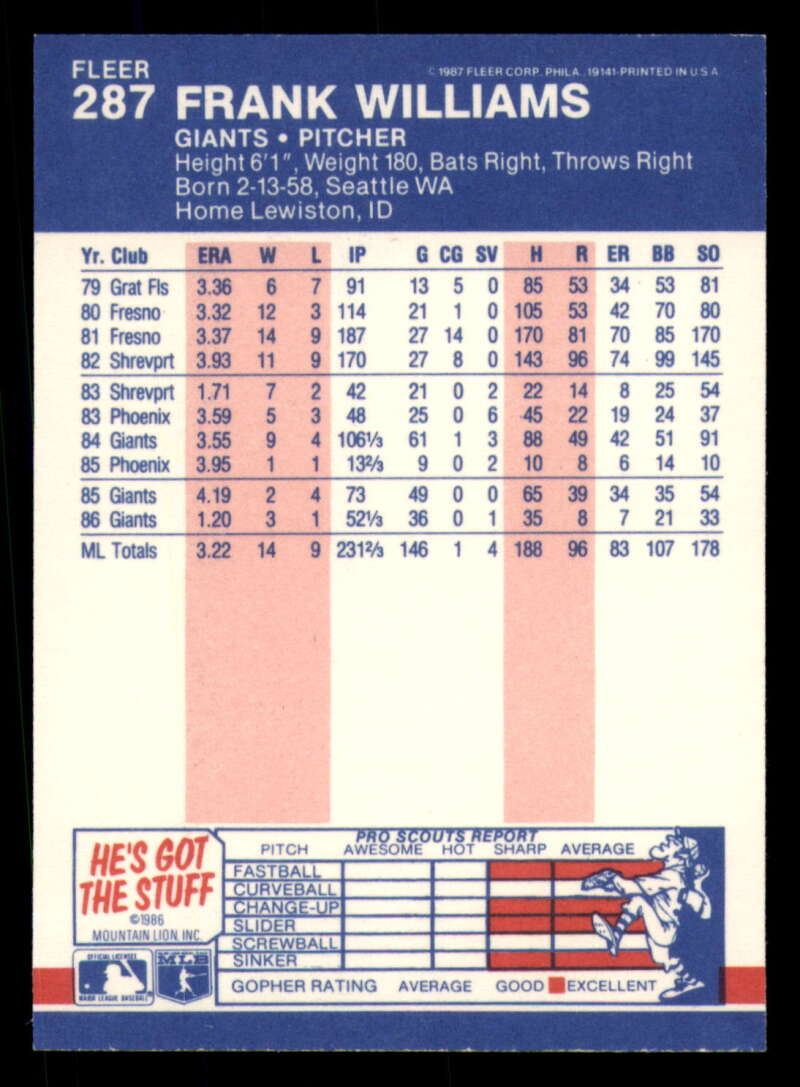 FLEER
© 1987 FLEER CORP. PHILA. 19141-PRINTED IN U.S.A.
287 FRANK WILLIAMS
GIANTS • PITCHER
Height 6'1", Weight 180, Bats Right, Throws Right
Born 2-13-58, Seattle WA
Home Lewiston, ID
Yr. Club ERA W L IP G CG SV H R ER BB SO
79 Grat Fls 3.36 6 7 91 13 5 0 85 53 34 53 81
80 Fresno 3.32 12 3 114 21 1 0 105 53 42 70 80
81 Fresno 3.37 14 9 187 27 14 0 170 81 70 85 170
82 Shrevprt 3.93 11 9 170 27 8 0 143 96 74 99 145
83 Shrevprt 1.71 7 2 42 21 0 2 22 14 8 25 54
83 Phoenix 3.59 5 3 48 25 0 6 45 22 19 24 37
84 Giants 3.55 9 4 106⅓ 61 1 3 88 49 42 51 91
85 Phoenix 3.95 1 1 13⅔ 9 0 2 10 8 6 14 10
85 Giants 4.19 2 4 73 49 0 0 65 39 34 35 54
86 Giants 1.20 3 1 52⅓ 36 0 1 35 8 7 21 33
ML Totals 3.22 14 9 231⅔ 146 1 4 188 96 83 107 178
HE'S GOT
THE STUFF
©1986
MOUNTAIN LION INC.
OFFICIAL LICENSEE
MAJOR LEAGUE BASEBALL
MLB
PRO SCOUTS REPORT
PITCH AWESOME HOT SHARP AVERAGE
FASTBALL
CURVEBALL
CHANGE-UP
SLIDER
SCREWBALL
SINKER
GOPHER RATING AVERAGE GOOD EXCELLENT